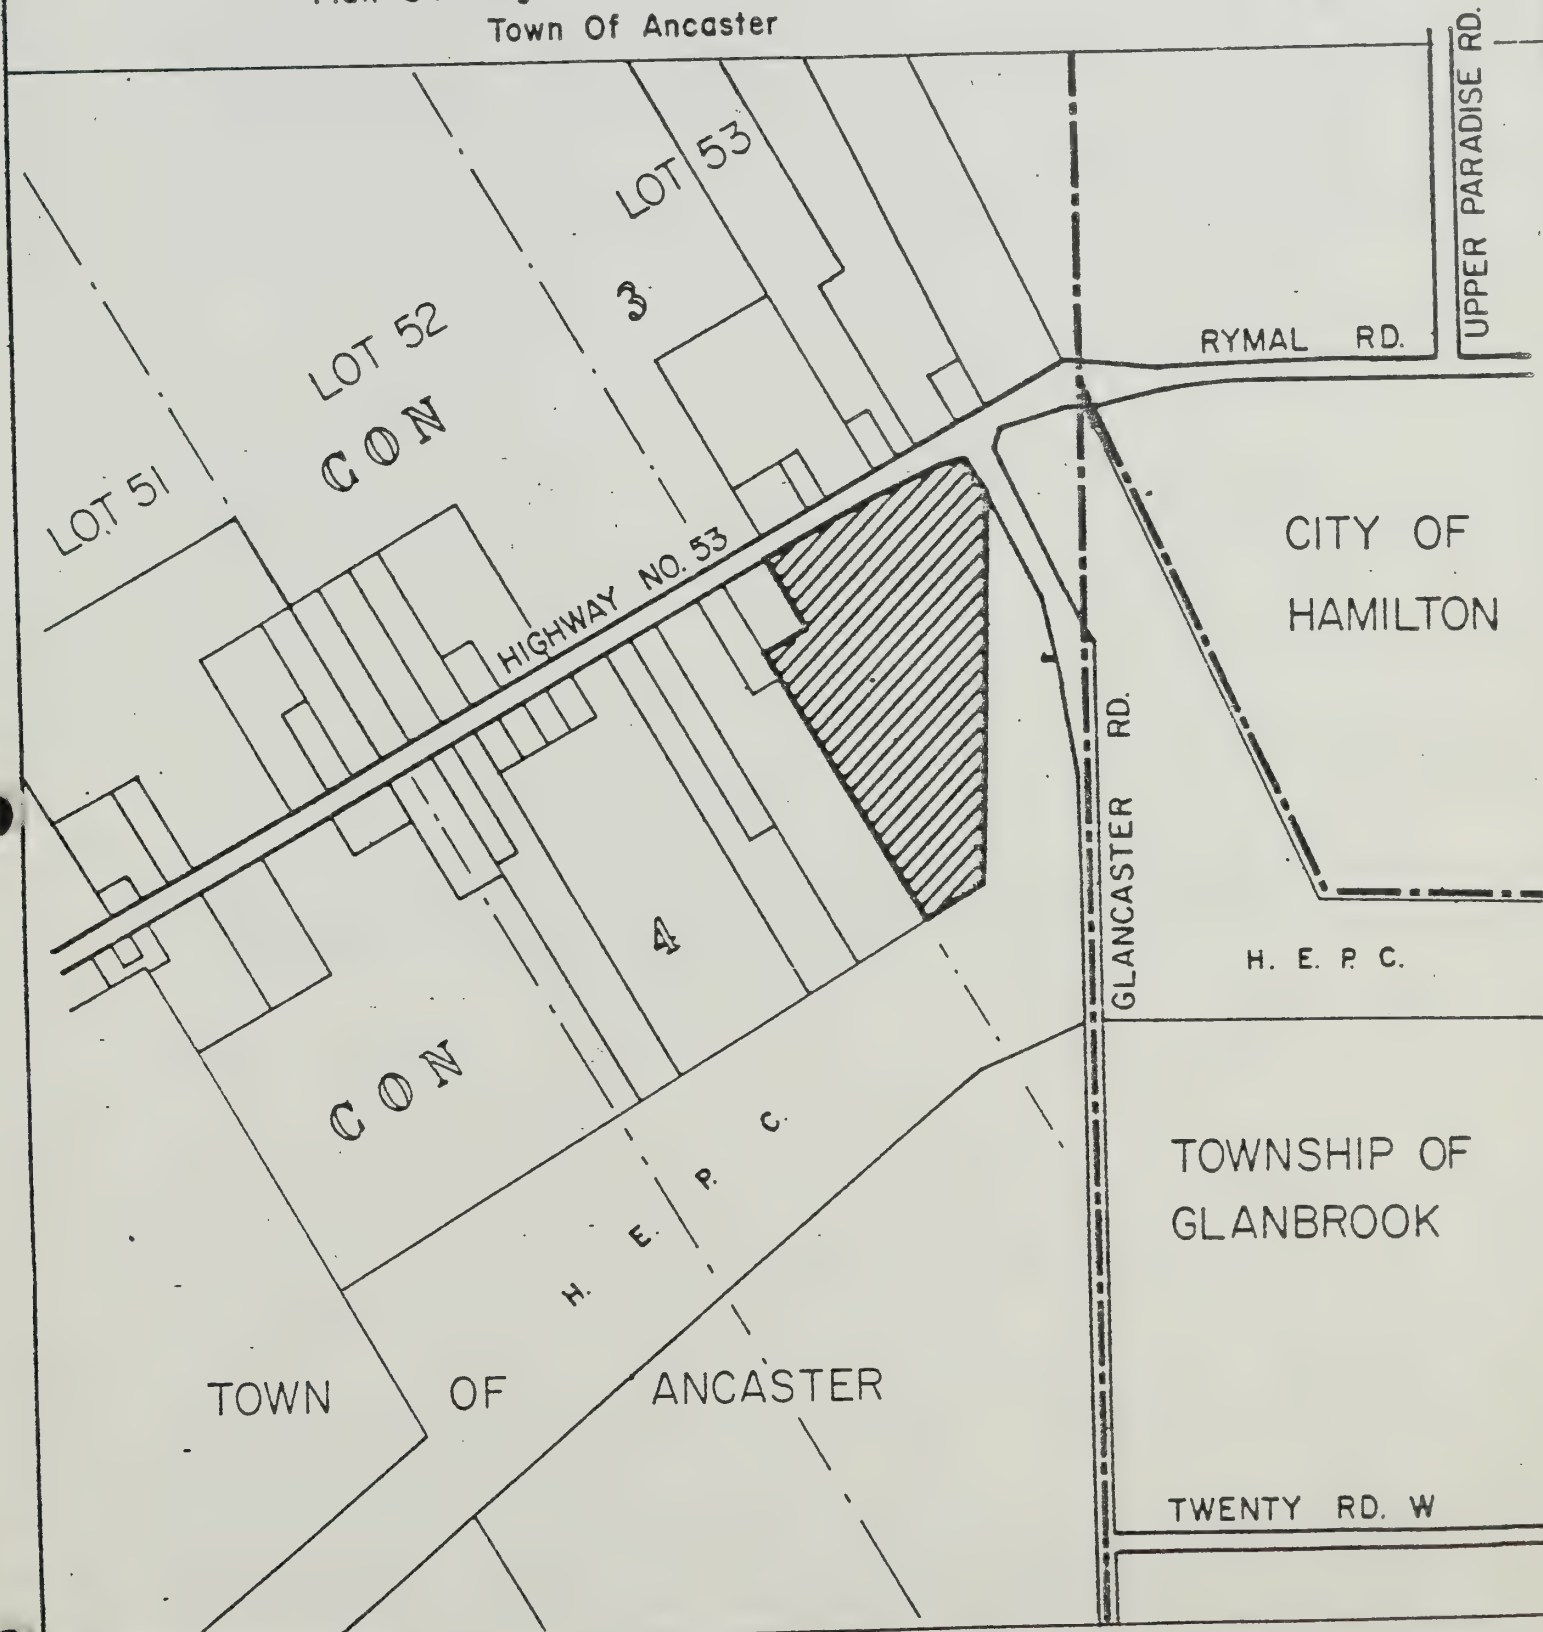 Town Of Ancaster
UPPER PARADISE RD.
LOT 53
3
RYMAL RD.
LOT 52
CON
LOT 51
HIGHWAY NO. 53
CITY OF
HAMILTON
GLANCASTER RD.
4
H. E. P. C.
CON
H. E. P. C.
TOWNSHIP OF
GLANBROOK
TOWN OF ANCASTER
TWENTY RD. W